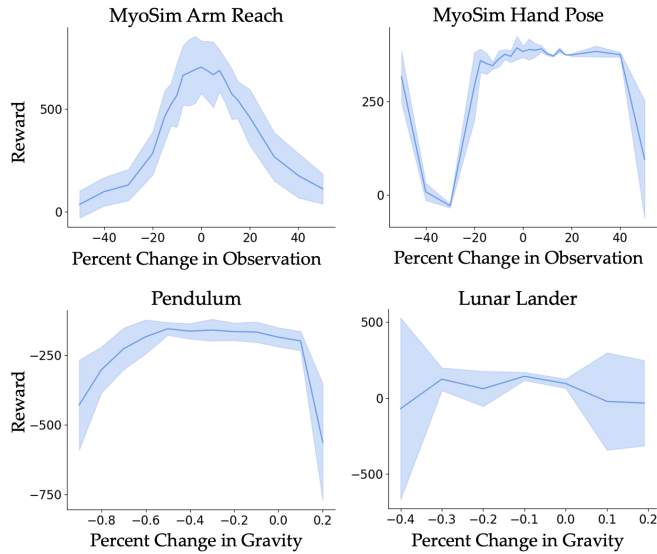 MyoSim Arm Reach
Reward
500
0
−40 −20 0 20 40
Percent Change in Observation
MyoSim Hand Pose
250
0
−40 −20 0 20 40
Percent Change in Observation
Pendulum
Reward
−250
−500
−750
−0.8 −0.6 −0.4 −0.2 0.0 0.2
Percent Change in Gravity
Lunar Lander
500
0
−500
−0.4 −0.3 −0.2 −0.1 0.0 0.1 0.2
Percent Change in Gravity